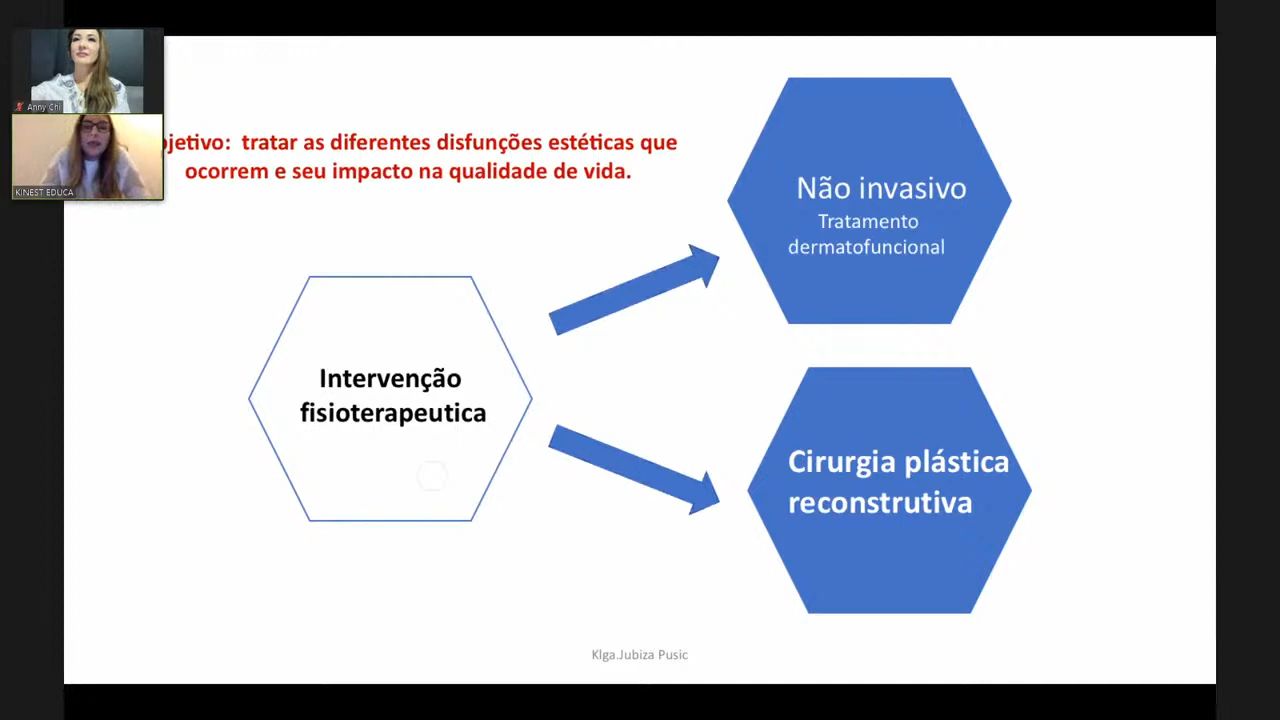 Anny Chi
KINEST EDUCA
jetivo: tratar as diferentes disfunções estéticas que
ocorrem e seu impacto na qualidade de vida.
Não invasivo
Tratamento
dermatofuncional
Intervenção
fisioterapeutica
Cirurgia plástica
reconstrutiva
Klga.Jubiza Pusic